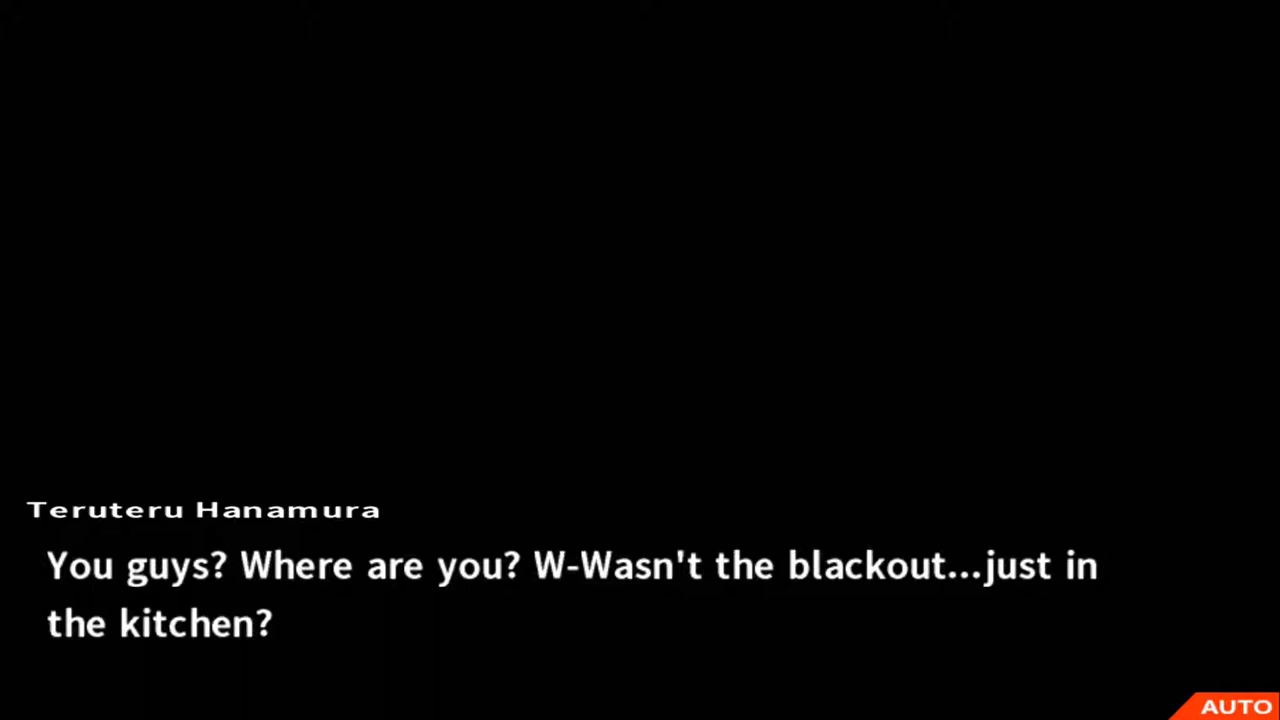 Teruteru Hanamura
You guys? Where are you? W-Wasn't the blackout...just in
the kitchen?
AUTO